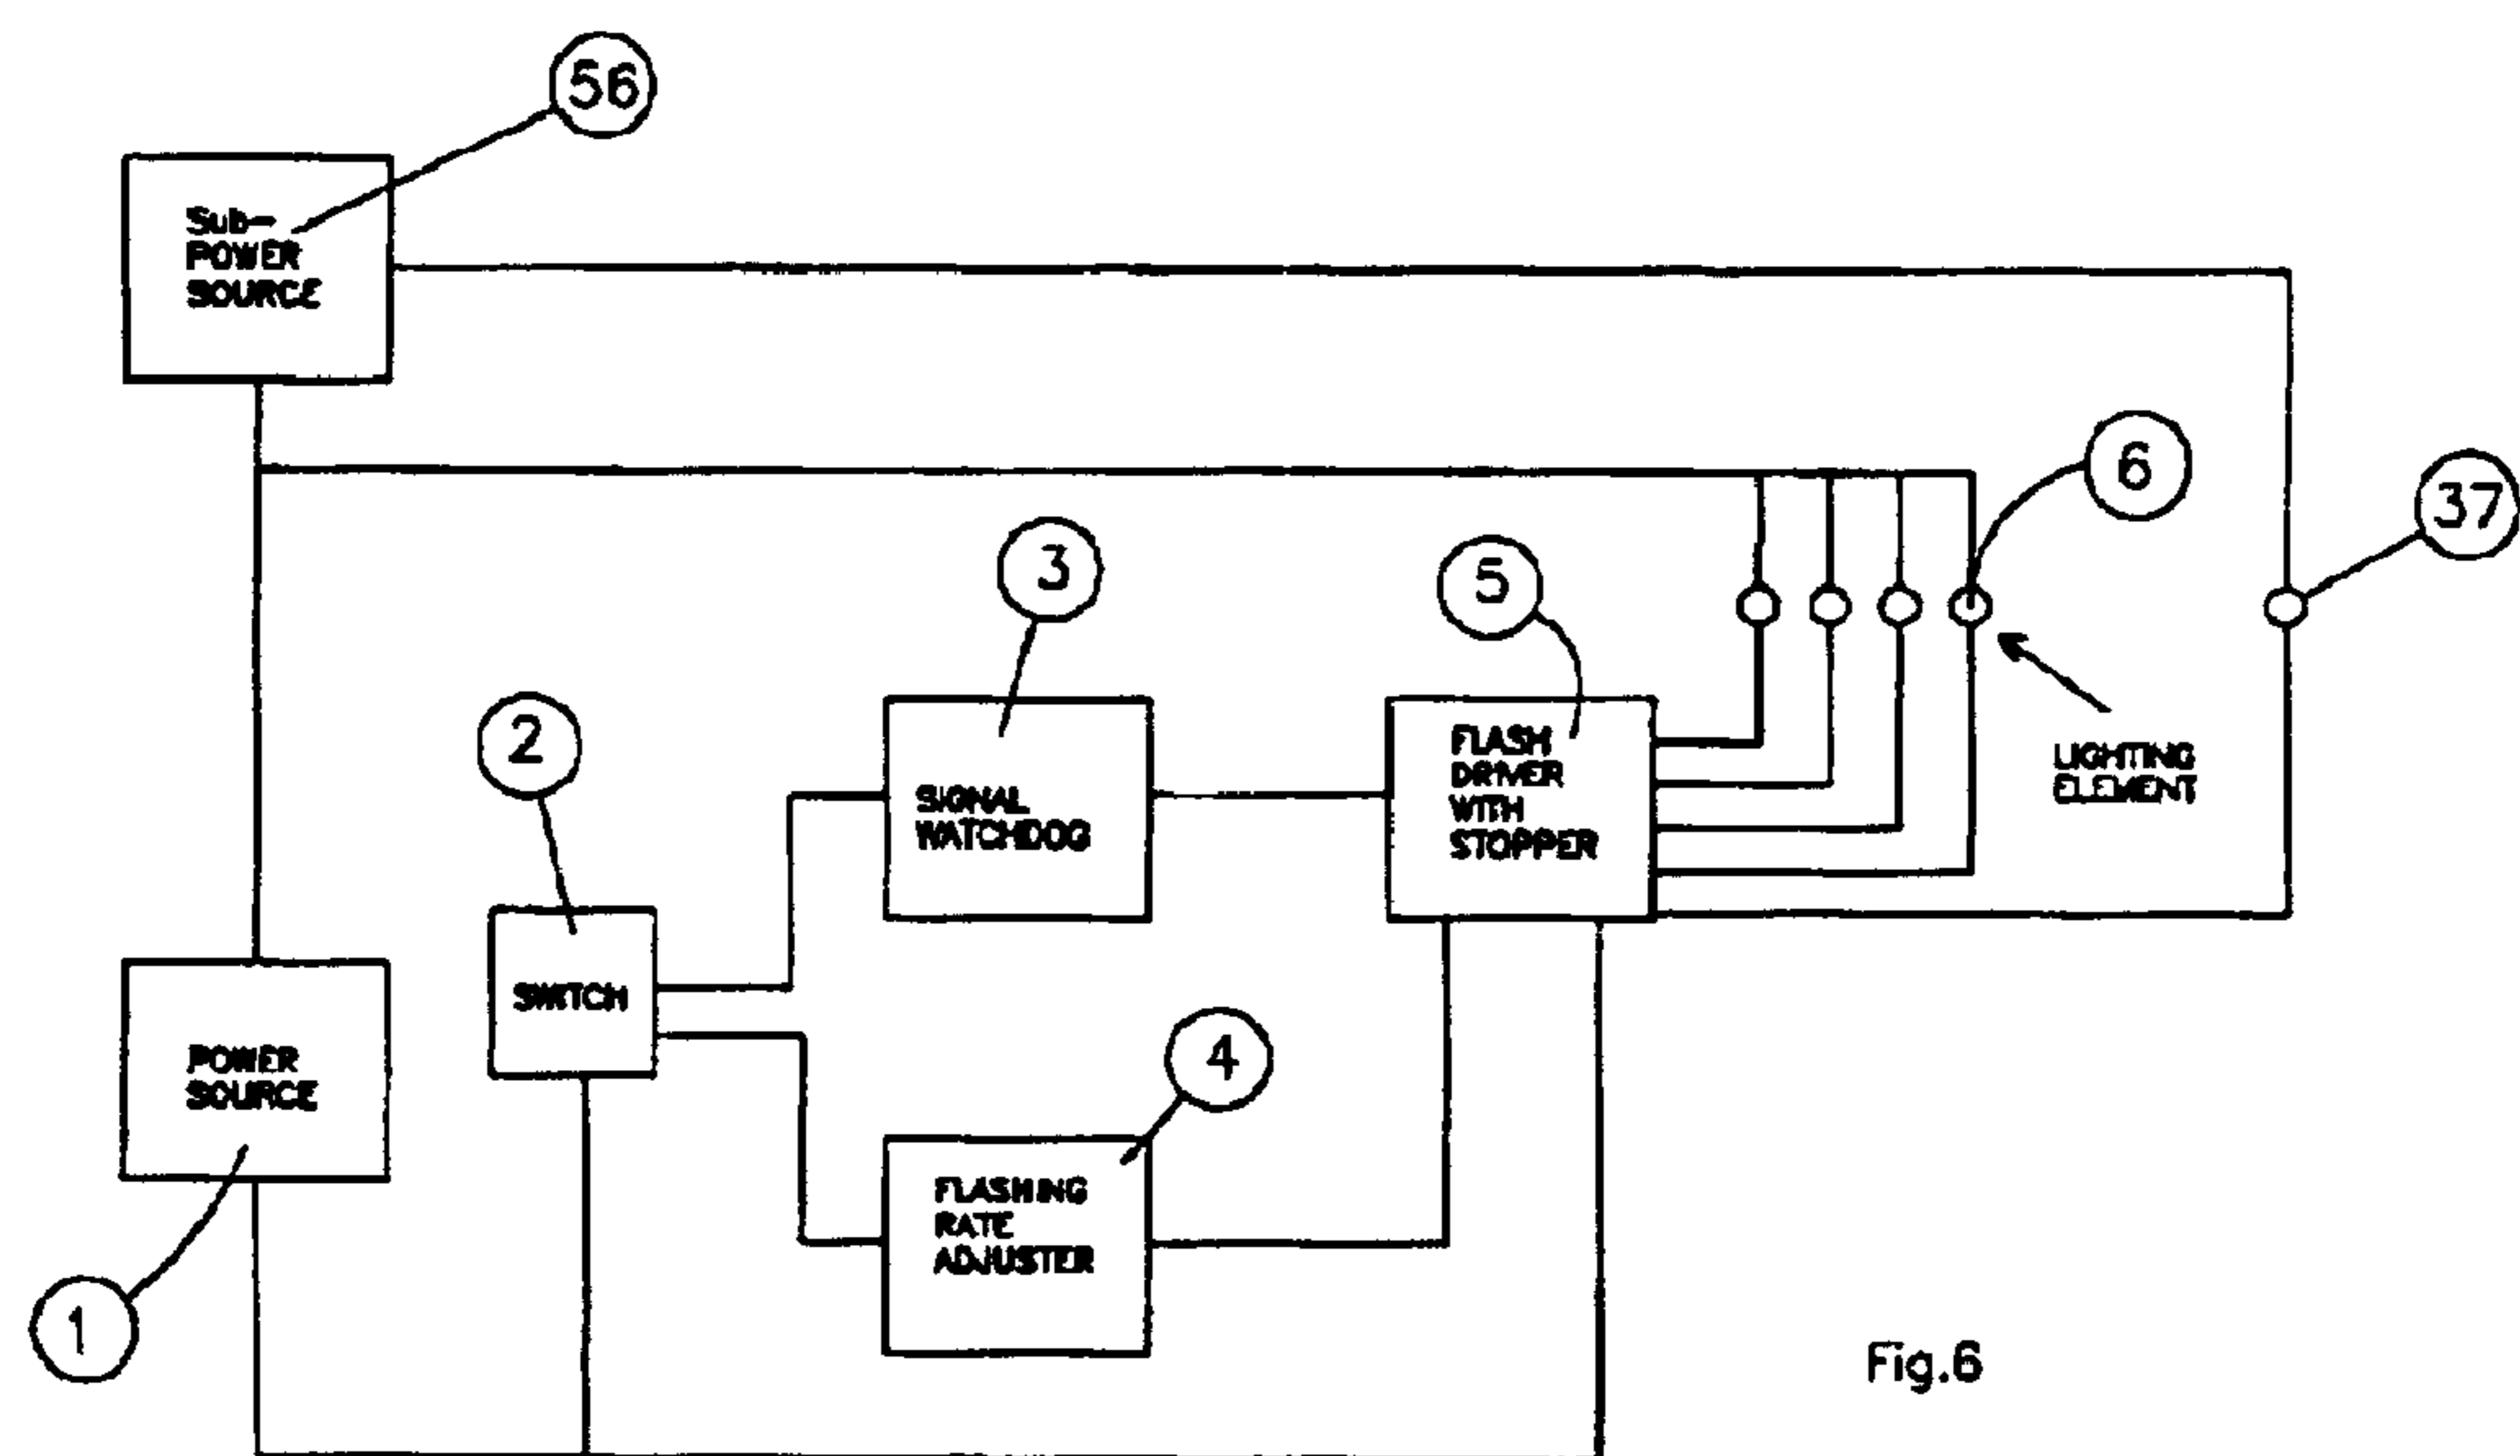 56
Sub-
POWER
SOURCE
6
37
3
5
2
FLASH
DRIVER
WITH
STOPPER
LIGHTING
ELEMENT
SIGNAL
WATCHDOG
SWITCH
POWER
SOURCE
4
FLASHING
RATE
ADJUSTER
1
Fig.6